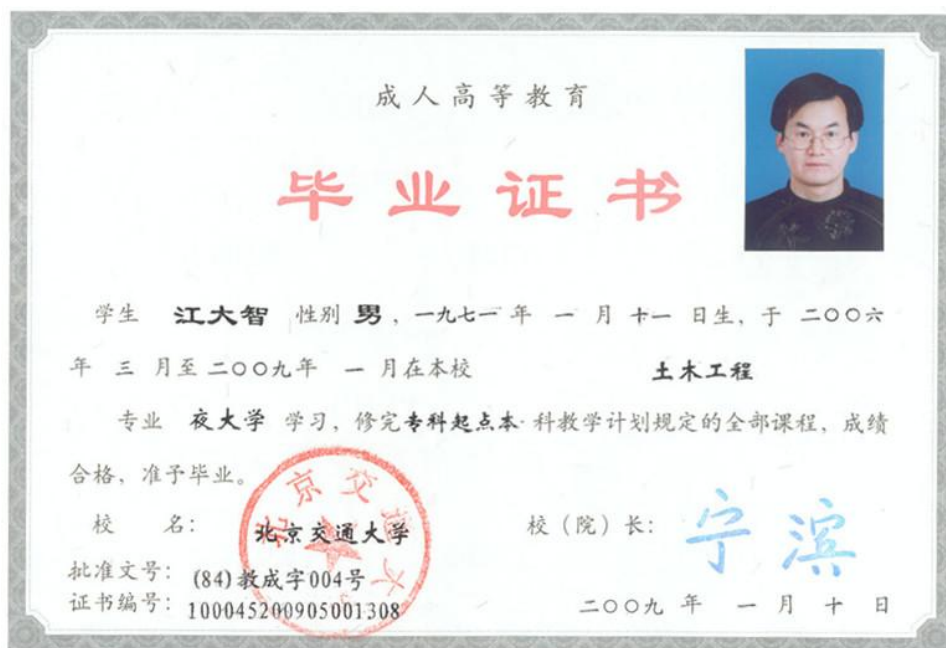 成人高等教育
毕业证书
学生 江大智 性别 男，一九七一 年 一 月 十一 日生，于 二〇〇六
年 三 月至 二〇〇九 年 一 月在本校 土木工程
专业 夜大学 学习，修完专科起点本·科教学计划规定的全部课程，成绩
合格，准予毕业。
校 名： 北京交通大学 校（院）长： 宁滨
批准文号： (84)教成字004号
证书编号： 100045200905001308 二〇〇九 年 一 月 十 日
北京交通大学